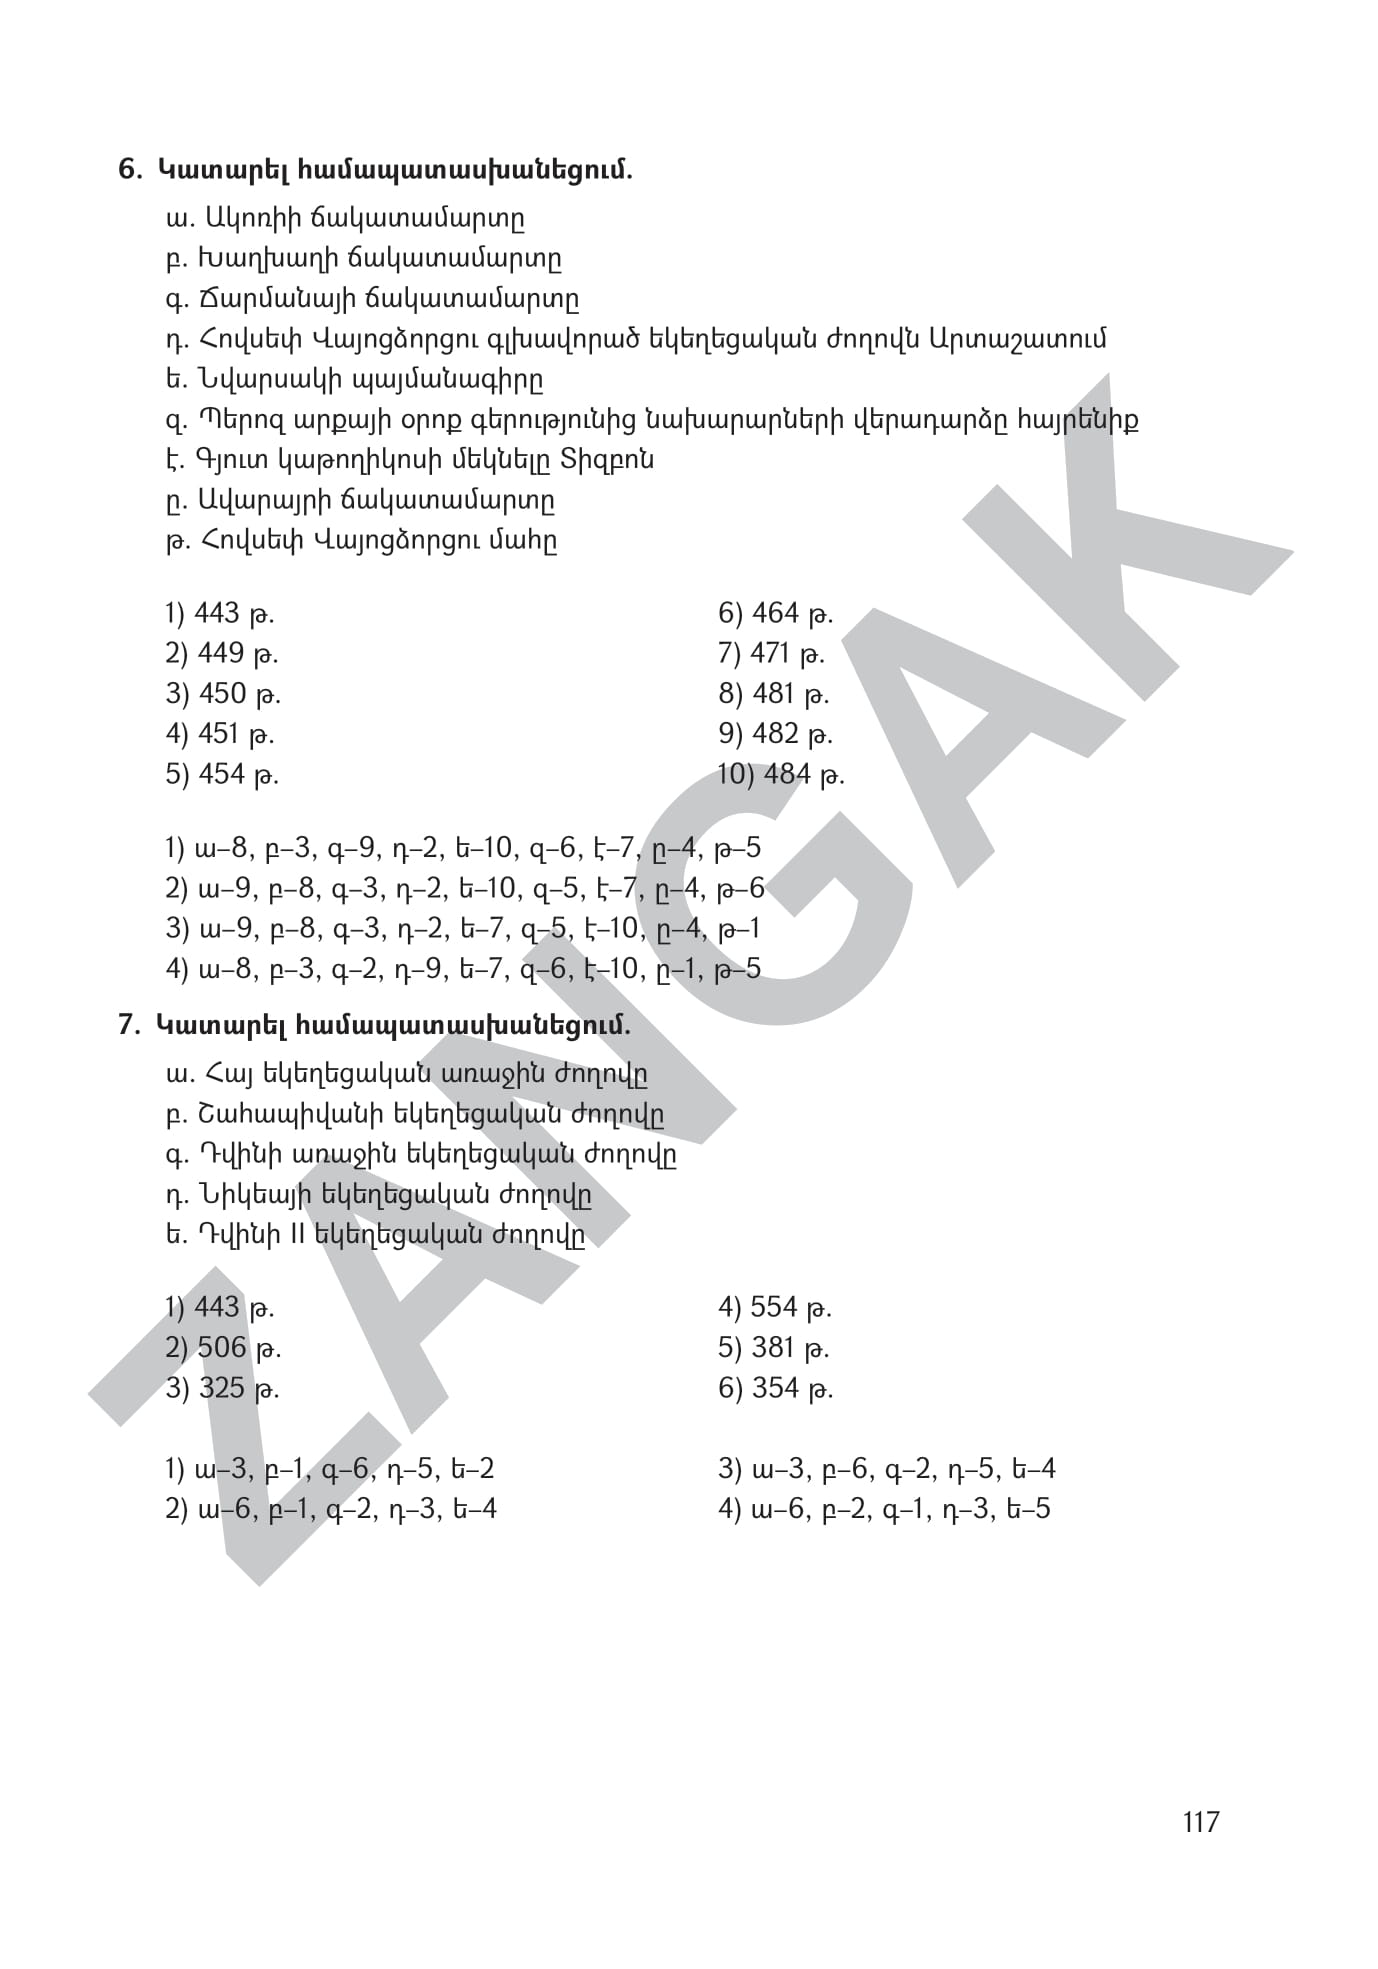 6. Կատարել համապատասխանեցում.
ա. Ակոռիի ճակատամարտը
բ. Խաղխաղի ճակատամարտը
գ. Ճարմանայի ճակատամարտը
դ. Հովսեփ Վայոցձորցու գլխավորած եկեղեցական ժողովն Արտաշատում
ե. Նվարսակի պայմանագիրը
զ. Պերոզ արքայի օրոք գերությունից նախարարների վերադարձը հայրենիք
է. Գյուտ կաթողիկոսի մեկնելը Տիզբոն
ը. Ավարայրի ճակատամարտը
թ. Հովսեփ Վայոցձորցու մահը
1) 443 թ.
2) 449 թ.
3) 450 թ.
4) 451 թ.
5) 454 թ.
6) 464 թ.
7) 471 թ.
8) 481 թ.
9) 482 թ.
10) 484 թ.
1) ա–8, բ–3, գ–9, դ–2, ե–10, զ–6, է–7, ը–4, թ–5
2) ա–9, բ–8, գ–3, դ–2, ե–10, զ–5, է–7, ը–4, թ–6
3) ա–9, բ–8, գ–3, դ–2, ե–7, զ–5, է–10, ը–4, թ–1
4) ա–8, բ–3, գ–2, դ–9, ե–7, զ–6, է–10, ը–1, թ–5
7. Կատարել համապատասխանեցում.
ա. Հայ եկեղեցական առաջին ժողովը
բ. Շահապիվանի եկեղեցական ժողովը
գ. Դվինի առաջին եկեղեցական ժողովը
դ. Նիկեայի եկեղեցական ժողովը
ե. Դվինի II եկեղեցական ժողովը
1) 443 թ.
2) 506 թ.
3) 325 թ.
4) 554 թ.
5) 381 թ.
6) 354 թ.
1) ա–3, բ–1, գ–6, դ–5, ե–2
2) ա–6, բ–1, գ–2, դ–3, ե–4
3) ա–3, բ–6, գ–2, դ–5, ե–4
4) ա–6, բ–2, գ–1, դ–3, ե–5
117
ZANGAK